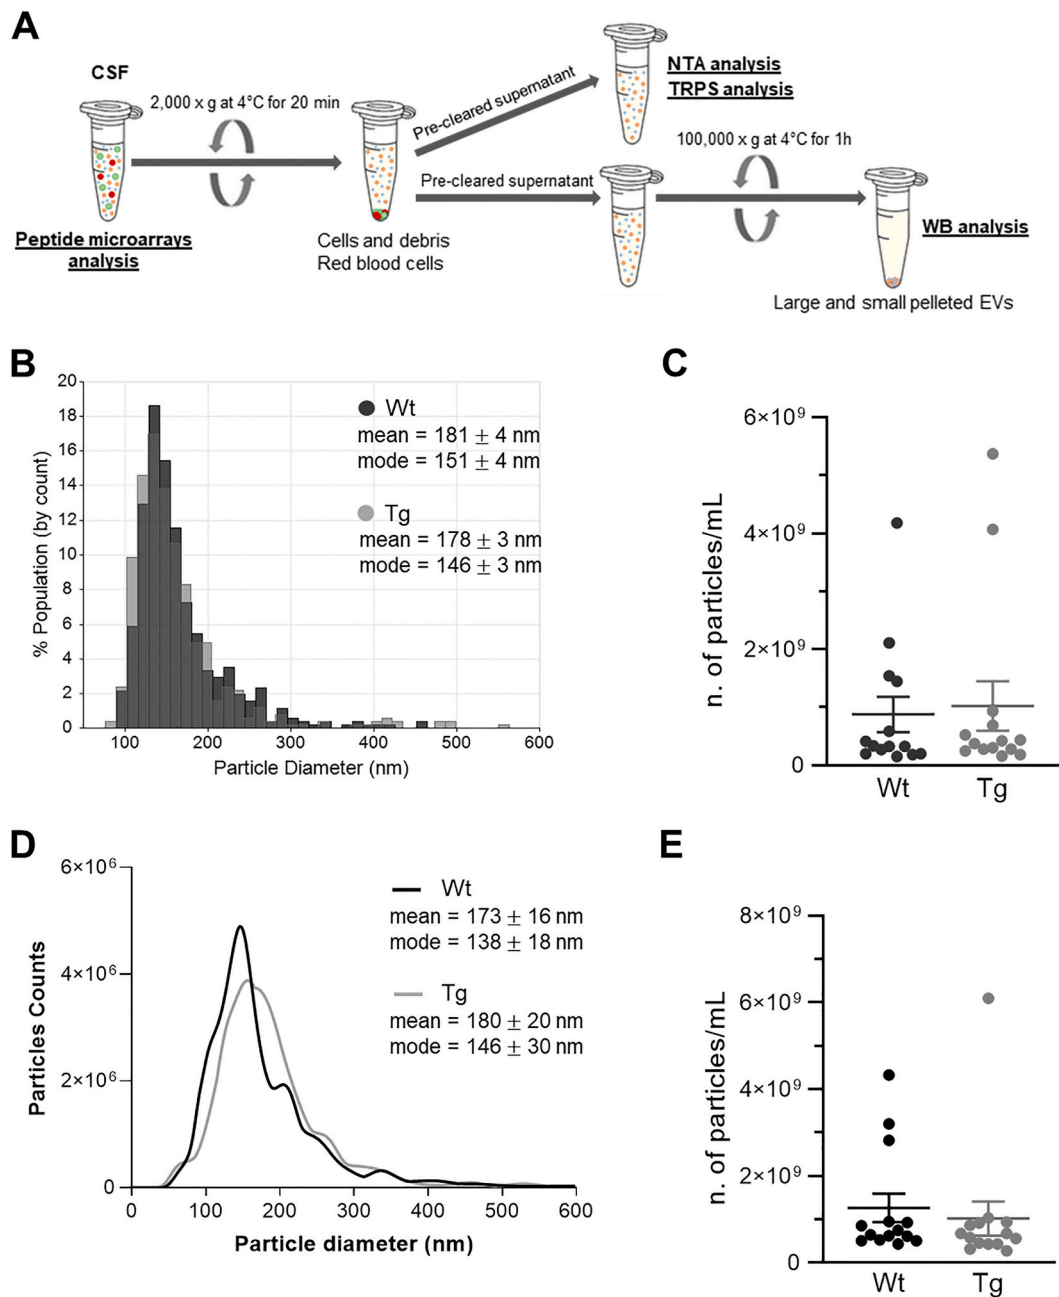 A
CSF
2,000 x g at 4°C for 20 min
Pre-cleared supernatant
NTA analysis
TRPS analysis
Pre-cleared supernatant
100,000 x g at 4°C for 1h
Peptide microarrays
analysis
Cells and debris
Red blood cells
WB analysis
Large and small pelleted EVs
B
% Population (by count)
20
18
16
14
12
10
8
6
4
2
0
100
200
300
400
500
600
Particle Diameter (nm)
Wt
mean = 181 ± 4 nm
mode = 151 ± 4 nm
Tg
mean = 178 ± 3 nm
mode = 146 ± 3 nm
C
n. of particles/mL
6×10⁹
4×10⁹
2×10⁹
0
Wt
Tg
D
Particles Counts
6×10⁶
4×10⁶
2×10⁶
0
0
100
200
300
400
500
600
Particle diameter (nm)
Wt
mean = 173 ± 16 nm
mode = 138 ± 18 nm
Tg
mean = 180 ± 20 nm
mode = 146 ± 30 nm
E
n. of particles/mL
8×10⁹
6×10⁹
4×10⁹
2×10⁹
0
Wt
Tg